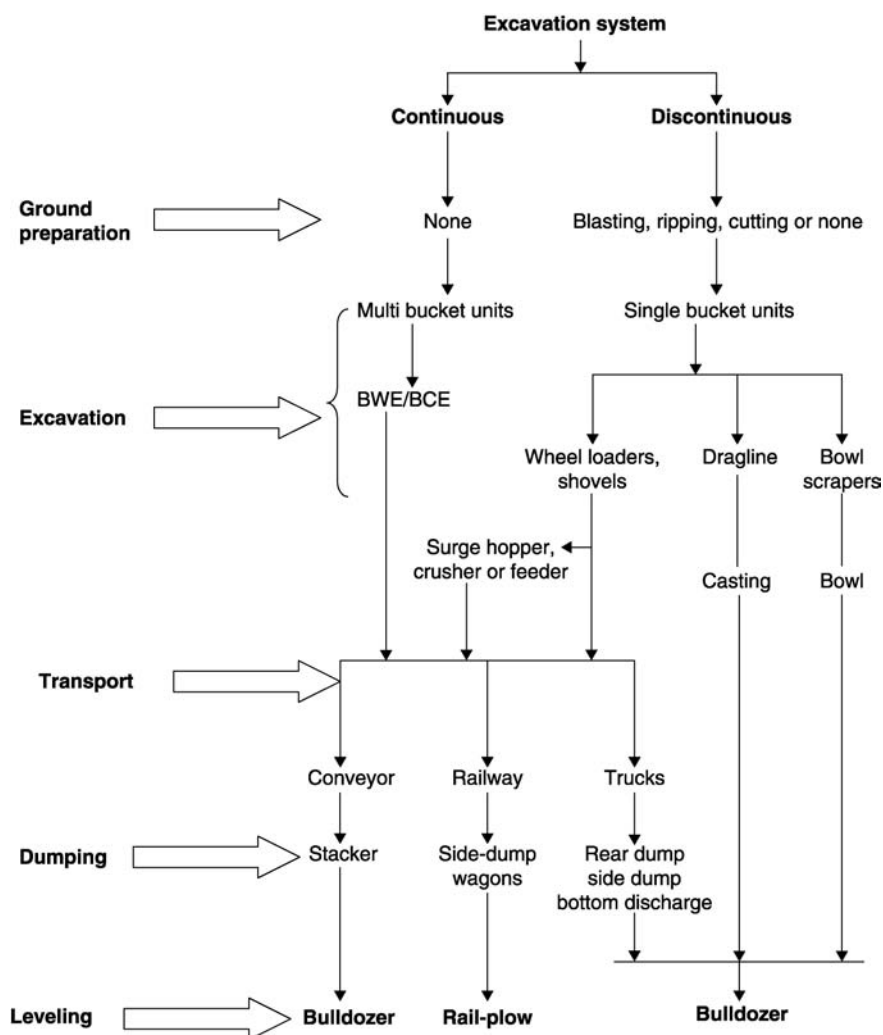 Excavation system
Continuous
Discontinuous
Ground
preparation
None
Blasting, ripping, cutting or none
Multi bucket units
Single bucket units
Excavation
BWE/BCE
Wheel loaders,
shovels
Dragline
Bowl
scrapers
Surge hopper,
crusher or feeder
Casting
Bowl
Transport
Conveyor
Railway
Trucks
Dumping
Stacker
Side-dump
wagons
Rear dump
side dump
bottom discharge
Leveling
Bulldozer
Rail-plow
Bulldozer